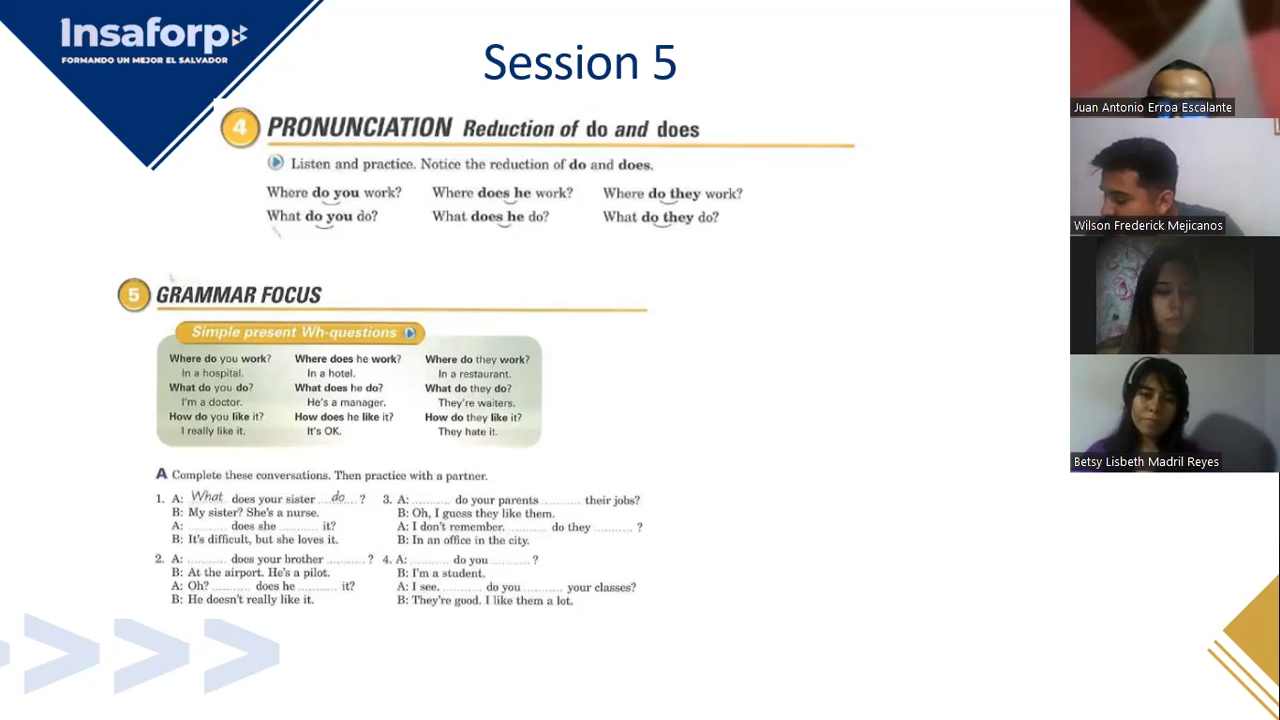 Insaforp
FORMANDO UN MEJOR EL SALVADOR
Session 5
4 PRONUNCIATION Reduction of do and does
Listen and practice. Notice the reduction of do and does.
Where do you work? Where does he work? Where do they work?
What do you do? What does he do? What do they do?
5 GRAMMAR FOCUS
Simple present Wh-questions
Where do you work? Where does he work? Where do they work?
In a hospital. In a hotel. In a restaurant.
What do you do? What does he do? What do they do?
I'm a doctor. He's a manager. They're waiters.
How do you like it? How does he like it? How do they like it?
I really like it. It's OK. They hate it.
A Complete these conversations. Then practice with a partner.
1. A: What does your sister do ?
B: My sister? She's a nurse.
A: ............ does she ............ it?
B: It's difficult, but she loves it.
2. A: ............ does your brother ............ ?
B: At the airport. He's a pilot.
A: Oh? ............ does he ............ it?
B: He doesn't really like it.
3. A: ............ do your parents ............ their jobs?
B: Oh, I guess they like them.
A: I don't remember. ............ do they ............ ?
B: In an office in the city.
4. A: ............ do you ............ ?
B: I'm a student.
A: I see. ............ do you ............ your classes?
B: They're good. I like them a lot.
Juan Antonio Erroa Escalante
Wilson Frederick Mejicanos
Betsy Lisbeth Madril Reyes